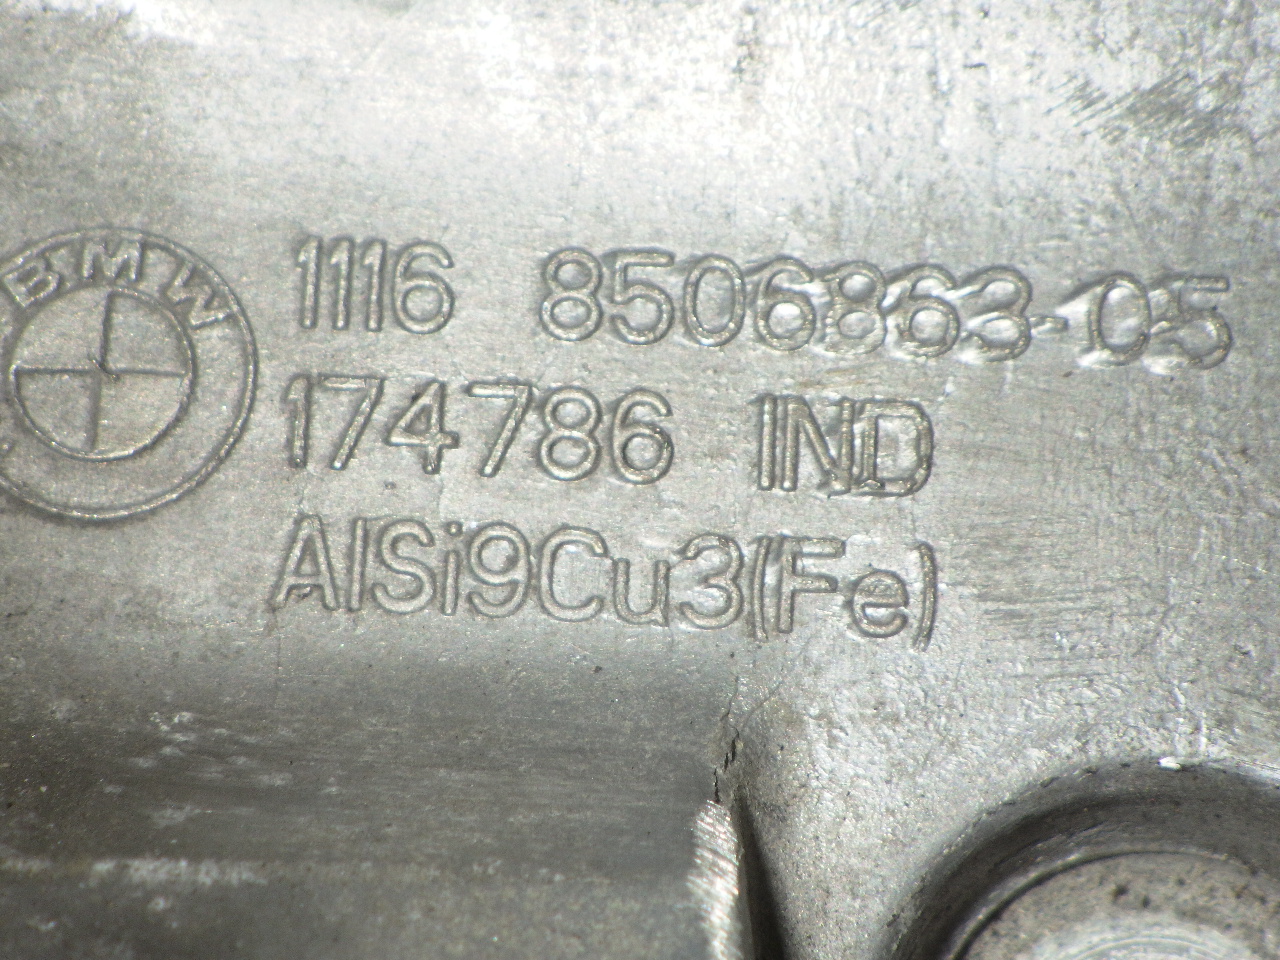 BMW
1116 8506863-05
174786 IND
AlSi9Cu3(Fe)